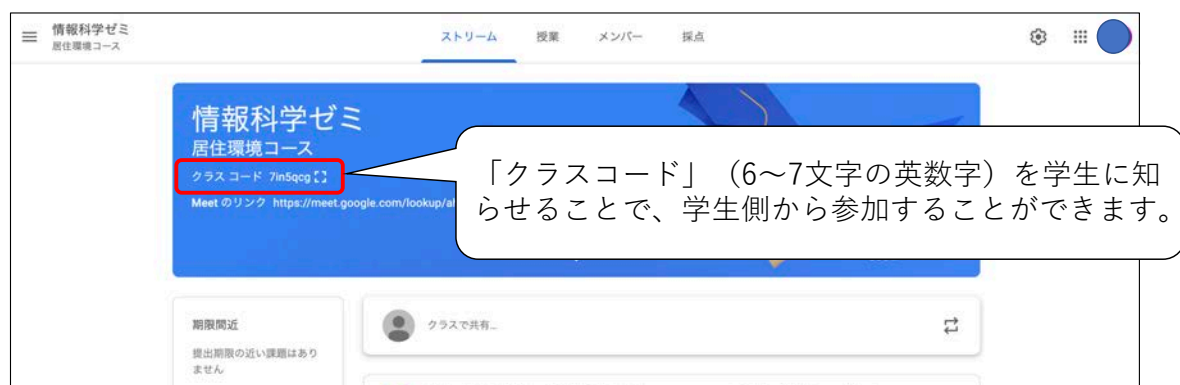 情報科学ゼミ
居住環境コース
ストリーム 授業 メンバー 採点
情報科学ゼミ
居住環境コース
クラス コード 7in5qcg
Meet のリンク https://meet.google.com/lookup/
「クラスコード」（6～7文字の英数字）を学生に知
らせることで、学生側から参加することができます。
期限間近
提出期限の近い課題はあり
ません
クラスで共有...